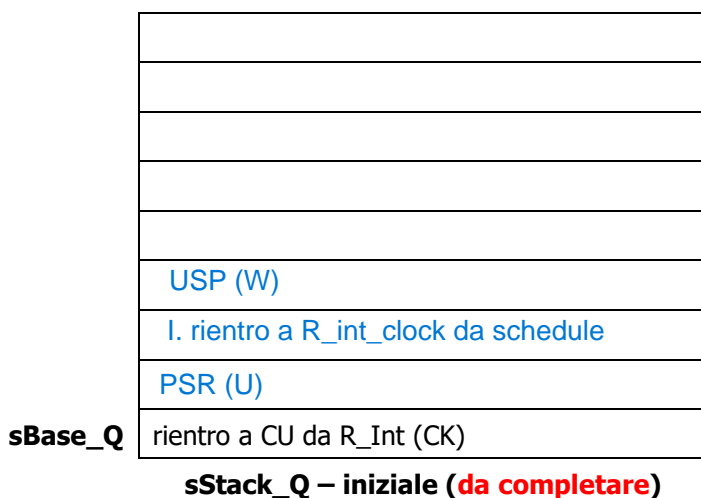 USP (W)
I. rientro a R_int_clock da schedule
PSR (U)
sBase_Q rientro a CU da R_Int (CK)
sStack_Q – iniziale (da completare)